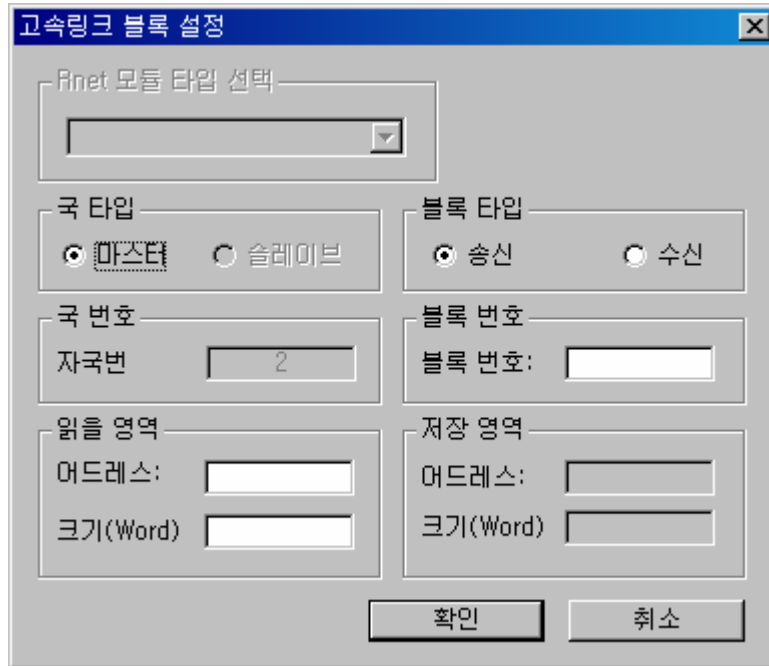 고속링크 블록 설정
Rnet 모듈 타입 선택
국 타입
마스터
슬레이브
블록 타입
송신
수신
국 번호
자국번
2
블록 번호
블록 번호:
읽을 영역
어드레스:
크기(Word)
저장 영역
어드레스:
크기(Word)
확인
취소